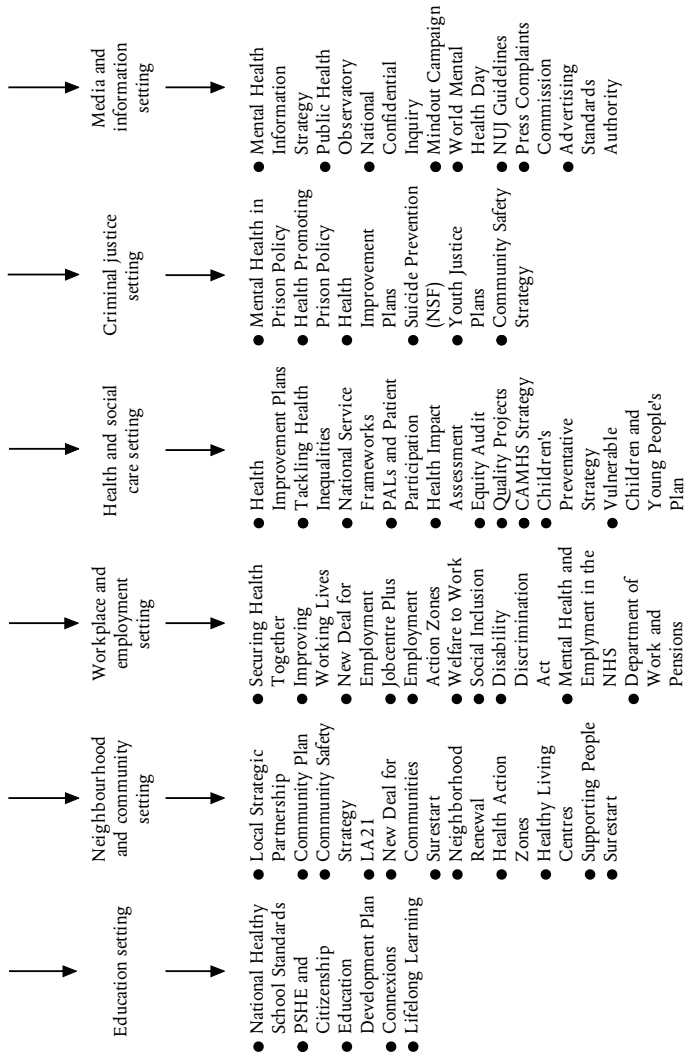 Education setting
● National Healthy
School Standards
● PSHE and
Citizenship
● Education
Development Plan
● Connexions
● Lifelong Learning
Neighbourhood
and community
setting
● Local Strategic
Partnership
● Community Plan
● Community Safety
Strategy
● LA21
● New Deal for
Communities
Surestart
● Neighborhood
Renewal
● Health Action
Zones
● Healthy Living
Centres
● Supporting People
● Surestart
Workplace and
employment
setting
● Securing Health
Together
● Improving
Working Lives
● New Deal for
Employment
● Jobcentre Plus
● Employment
Action Zones
● Welfare to Work
● Social Inclusion
● Disability
Discrimination
Act
● Mental Health and
Emplyment in the
NHS
● Department of
Work and
Pensions
Health and social
care setting
● Health
Improvement Plans
● Tackling Health
Inequalities
● National Service
Frameworks
● PALs and Patient
Participation
● Health Impact
Assessment
● Equity Audit
● Quality Projects
● CAMHS Strategy
● Children's
Preventative
Strategy
● Vulnerable
Children and
Young People's
Plan
Criminal justice
setting
● Mental Health in
Prison Policy
● Health Promoting
Prison Policy
● Health
Improvement
Plans
● Suicide Prevention
(NSF)
● Youth Justice
Plans
● Community Safety
Strategy
Media and
information
setting
● Mental Health
Information
Strategy
● Public Health
Observatory
● National
Confidential
Inquiry
● Mindout Campaign
● World Mental
Health Day
● NUJ Guidelines
● Press Complaints
Commission
● Advertising
Standards
Authority